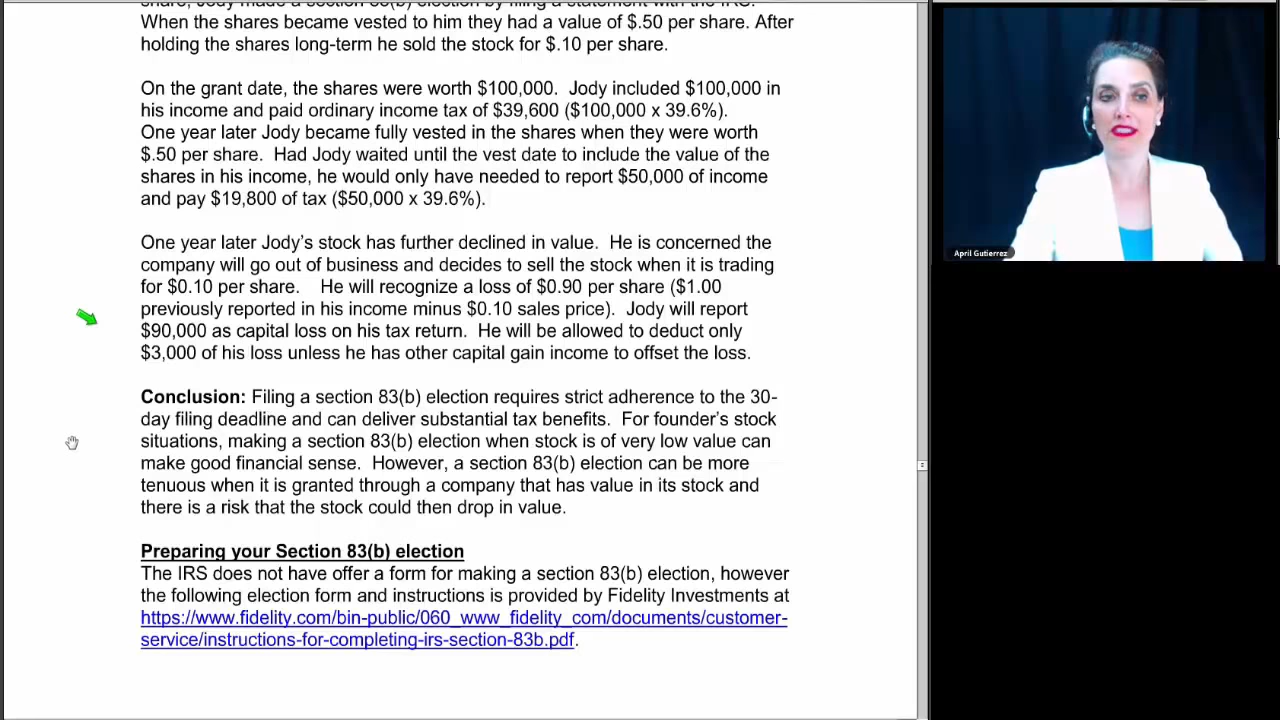 share, Jody made a section 83(b) election by filing a statement with the IRS.
When the shares became vested to him they had a value of $.50 per share. After
holding the shares long-term he sold the stock for $.10 per share.
On the grant date, the shares were worth $100,000.  Jody included $100,000 in
his income and paid ordinary income tax of $39,600 ($100,000 x 39.6%).
One year later Jody became fully vested in the shares when they were worth
$.50 per share.  Had Jody waited until the vest date to include the value of the
shares in his income, he would only have needed to report $50,000 of income
and pay $19,800 of tax ($50,000 x 39.6%).
One year later Jody’s stock has further declined in value.  He is concerned the
company will go out of business and decides to sell the stock when it is trading
for $0.10 per share.    He will recognize a loss of $0.90 per share ($1.00
previously reported in his income minus $0.10 sales price).  Jody will report
$90,000 as capital loss on his tax return.  He will be allowed to deduct only
$3,000 of his loss unless he has other capital gain income to offset the loss.
Conclusion: Filing a section 83(b) election requires strict adherence to the 30-
day filing deadline and can deliver substantial tax benefits.  For founder’s stock
situations, making a section 83(b) election when stock is of very low value can
make good financial sense.  However, a section 83(b) election can be more
tenuous when it is granted through a company that has value in its stock and
there is a risk that the stock could then drop in value.
Preparing your Section 83(b) election
The IRS does not have offer a form for making a section 83(b) election, however
the following election form and instructions is provided by Fidelity Investments at
https://www.fidelity.com/bin-public/060_www_fidelity_com/documents/customer-
service/instructions-for-completing-irs-section-83b.pdf.
April Gutierrez